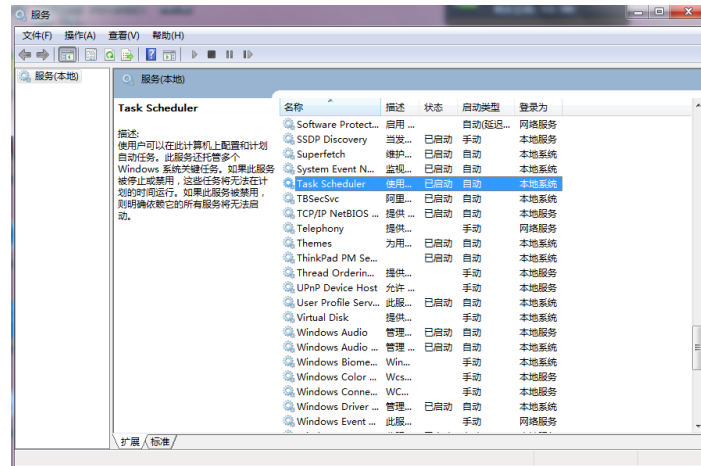 服务
文件(F) 操作(A) 查看(V) 帮助(H)
服务(本地)
服务(本地)
Task Scheduler
描述:
使用户可以在此计算机上配置和计划
自动任务。此服务还托管多个
Windows 系统关键任务。如果此服务
被停止或禁用，这些任务将无法在计
划的时间运行。如果此服务被禁用，
则明确依赖它的所有服务将无法启
动。
名称 描述 状态 启动类型 登录为
Software Protect... 启用 ... 自动(延迟... 网络服务
SSDP Discovery 当发... 已启动 手动 本地服务
Superfetch 维护... 已启动 自动 本地系统
System Event N... 监视... 已启动 自动 本地系统
Task Scheduler 使用... 已启动 自动 本地系统
TBSecSvc 阿里... 已启动 自动 本地系统
TCP/IP NetBIOS ... 提供 ... 已启动 自动 本地服务
Telephony 提供... 手动 网络服务
Themes 为用... 已启动 自动 本地系统
ThinkPad PM Se... 已启动 自动 本地系统
Thread Orderin... 提供... 手动 本地服务
UPnP Device Host 允许 ... 手动 本地服务
User Profile Serv... 此服... 已启动 自动 本地系统
Virtual Disk 提供... 手动 本地系统
Windows Audio 管理... 已启动 自动 本地服务
Windows Audio ... 管理 ... 已启动 自动 本地系统
Windows Biome... Win... 手动 本地系统
Windows Color ... Wcs... 手动 本地服务
Windows Conne... WC... 手动 本地服务
Windows Driver ... 管理... 已启动 自动 本地系统
Windows Event ... 此服... 手动 网络服务
扩展 标准